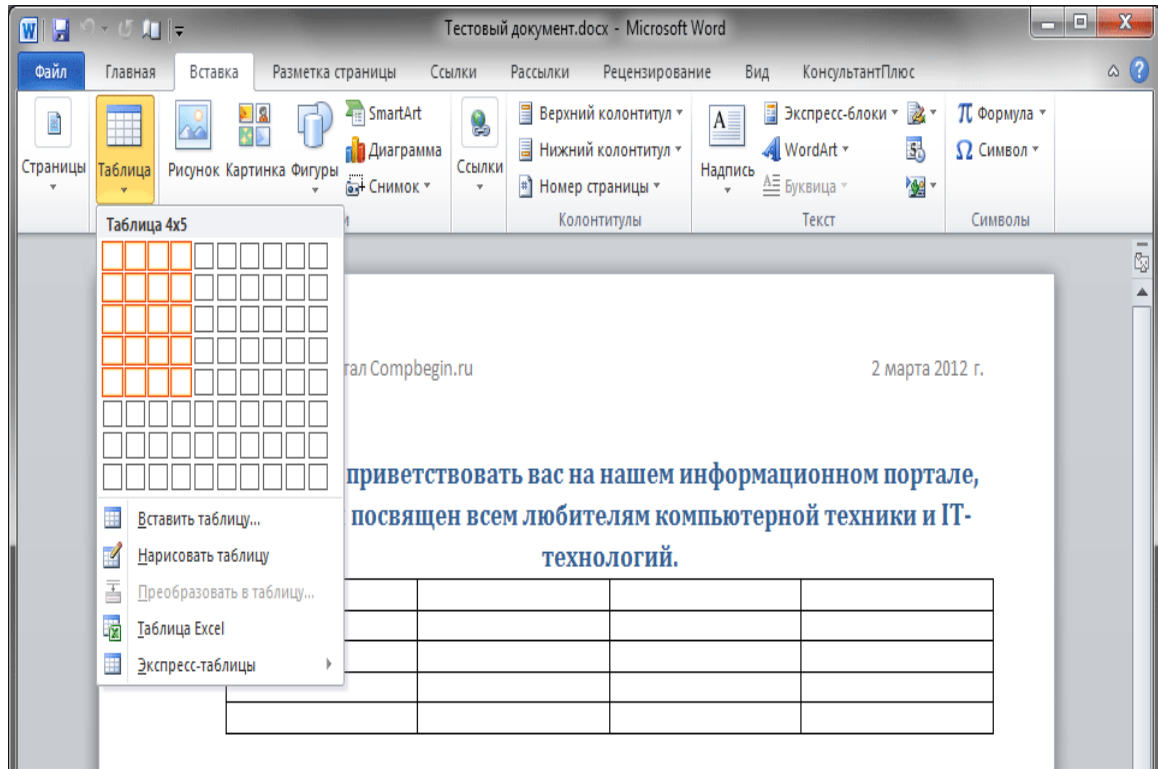 Тестовый документ.docx - Microsoft Word
Файл Главная Вставка Разметка страницы Ссылки Рассылки Рецензирование Вид КонсультантПлюс
Страницы
Таблица
Рисунок
Картинка
Фигуры
SmartArt
Диаграмма
Снимок
Ссылки
Верхний колонтитул
Нижний колонтитул
Номер страницы
Колонтитулы
Надпись
Экспресс-блоки
WordArt
Буквица
Текст
Формула
Символ
Символы
Таблица 4x5
Вставить таблицу...
Нарисовать таблицу
Преобразовать в таблицу...
Таблица Excel
Экспресс-таблицы
Compbegin.ru 2 марта 2012 г.
приветствовать вас на нашем информационном портале,
посвящен всем любителям компьютерной техники и IT-
технологий.